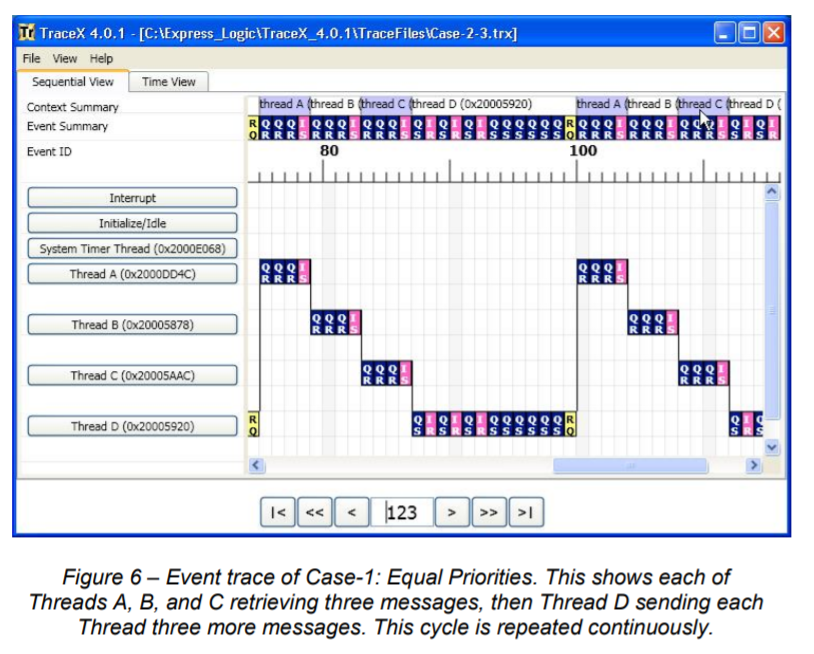 TraceX 4.0.1 - [C:\Express_Logic\TraceX_4.0.1\TraceFiles\Case-2-3.trx]
File View Help
Sequential View Time View
Context Summary thread A ( thread B ( thread C ( thread D (0x20005920) thread A ( thread B ( thread C ( thread D (
Event Summary
R Q Q Q I Q Q Q I Q Q Q I Q I Q I Q I Q Q Q Q Q Q R Q Q Q I Q Q Q I Q Q Q I Q I Q I
Q R R R S R R R S R R R S S R S R S R S S S S S S Q R R R S R R R S R R R S S R S R
Event ID 80 100
Interrupt
Initialize/Idle
System Timer Thread (0x2000E068)
Thread A (0x2000DD4C)
Q Q Q I Q Q Q I
R R R S R R R S
Thread B (0x20005878)
Q Q Q I Q Q Q I
R R R S R R R S
Thread C (0x20005AAC)
Q Q Q I Q Q Q I
R R R S R R R S
Thread D (0x20005920)
R Q I Q I Q I Q Q Q Q Q Q R Q I
Q S R S R S R S S S S S S Q S R
|< << < 123 > >> >|
Figure 6 – Event trace of Case-1: Equal Priorities. This shows each of
Threads A, B, and C retrieving three messages, then Thread D sending each
Thread three more messages. This cycle is repeated continuously.